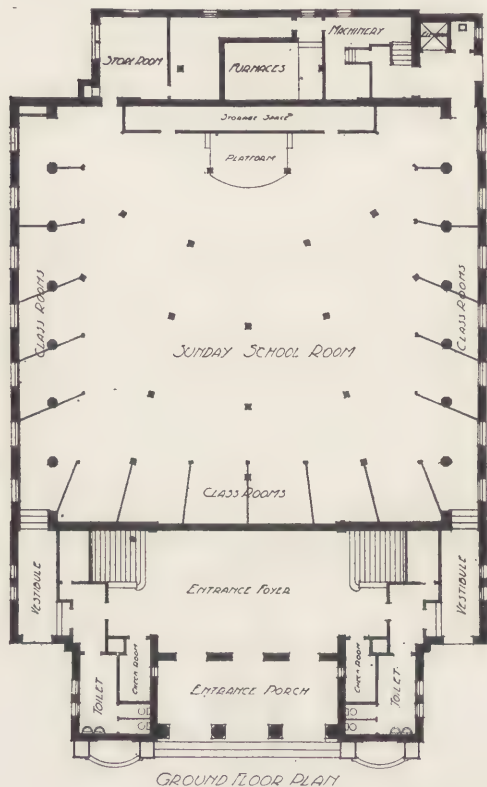 MACHINERY
STORE ROOM
FURNACES
STORAGE SPACE
PLATFORM
CLASS ROOMS
CLASS ROOMS
SUNDAY SCHOOL ROOM
CLASS ROOMS
VESTIBULE
ENTRANCE FOYER
VESTIBULE
TOILET
CHECK ROOM
ENTRANCE PORCH
CHECK ROOM
TOILET
GROUND FLOOR PLAN